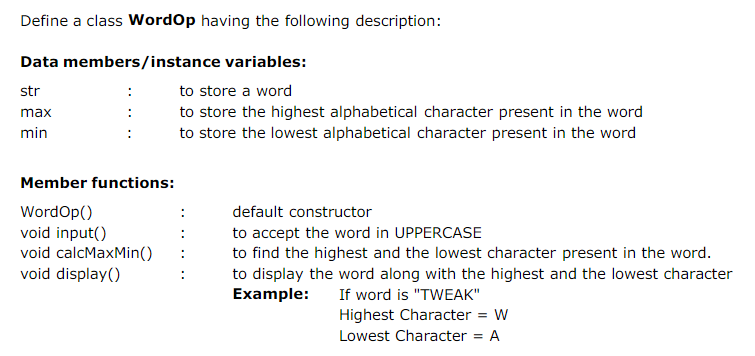 Define a class WordOp having the following description:
Data members/instance variables:
str : to store a word
max : to store the highest alphabetical character present in the word
min : to store the lowest alphabetical character present in the word
Member functions:
WordOp() : default constructor
void input() : to accept the word in UPPERCASE
void calcMaxMin() : to find the highest and the lowest character present in the word.
void display() : to display the word along with the highest and the lowest character
Example: If word is "TWEAK"
Highest Character = W
Lowest Character = A